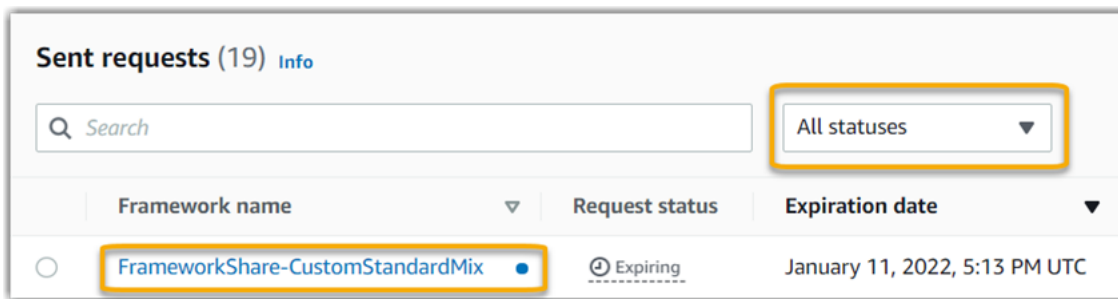 Sent requests (19) Info
Search
All statuses
Framework name Request status Expiration date
FrameworkShare-CustomStandardMix Expiring January 11, 2022, 5:13 PM UTC